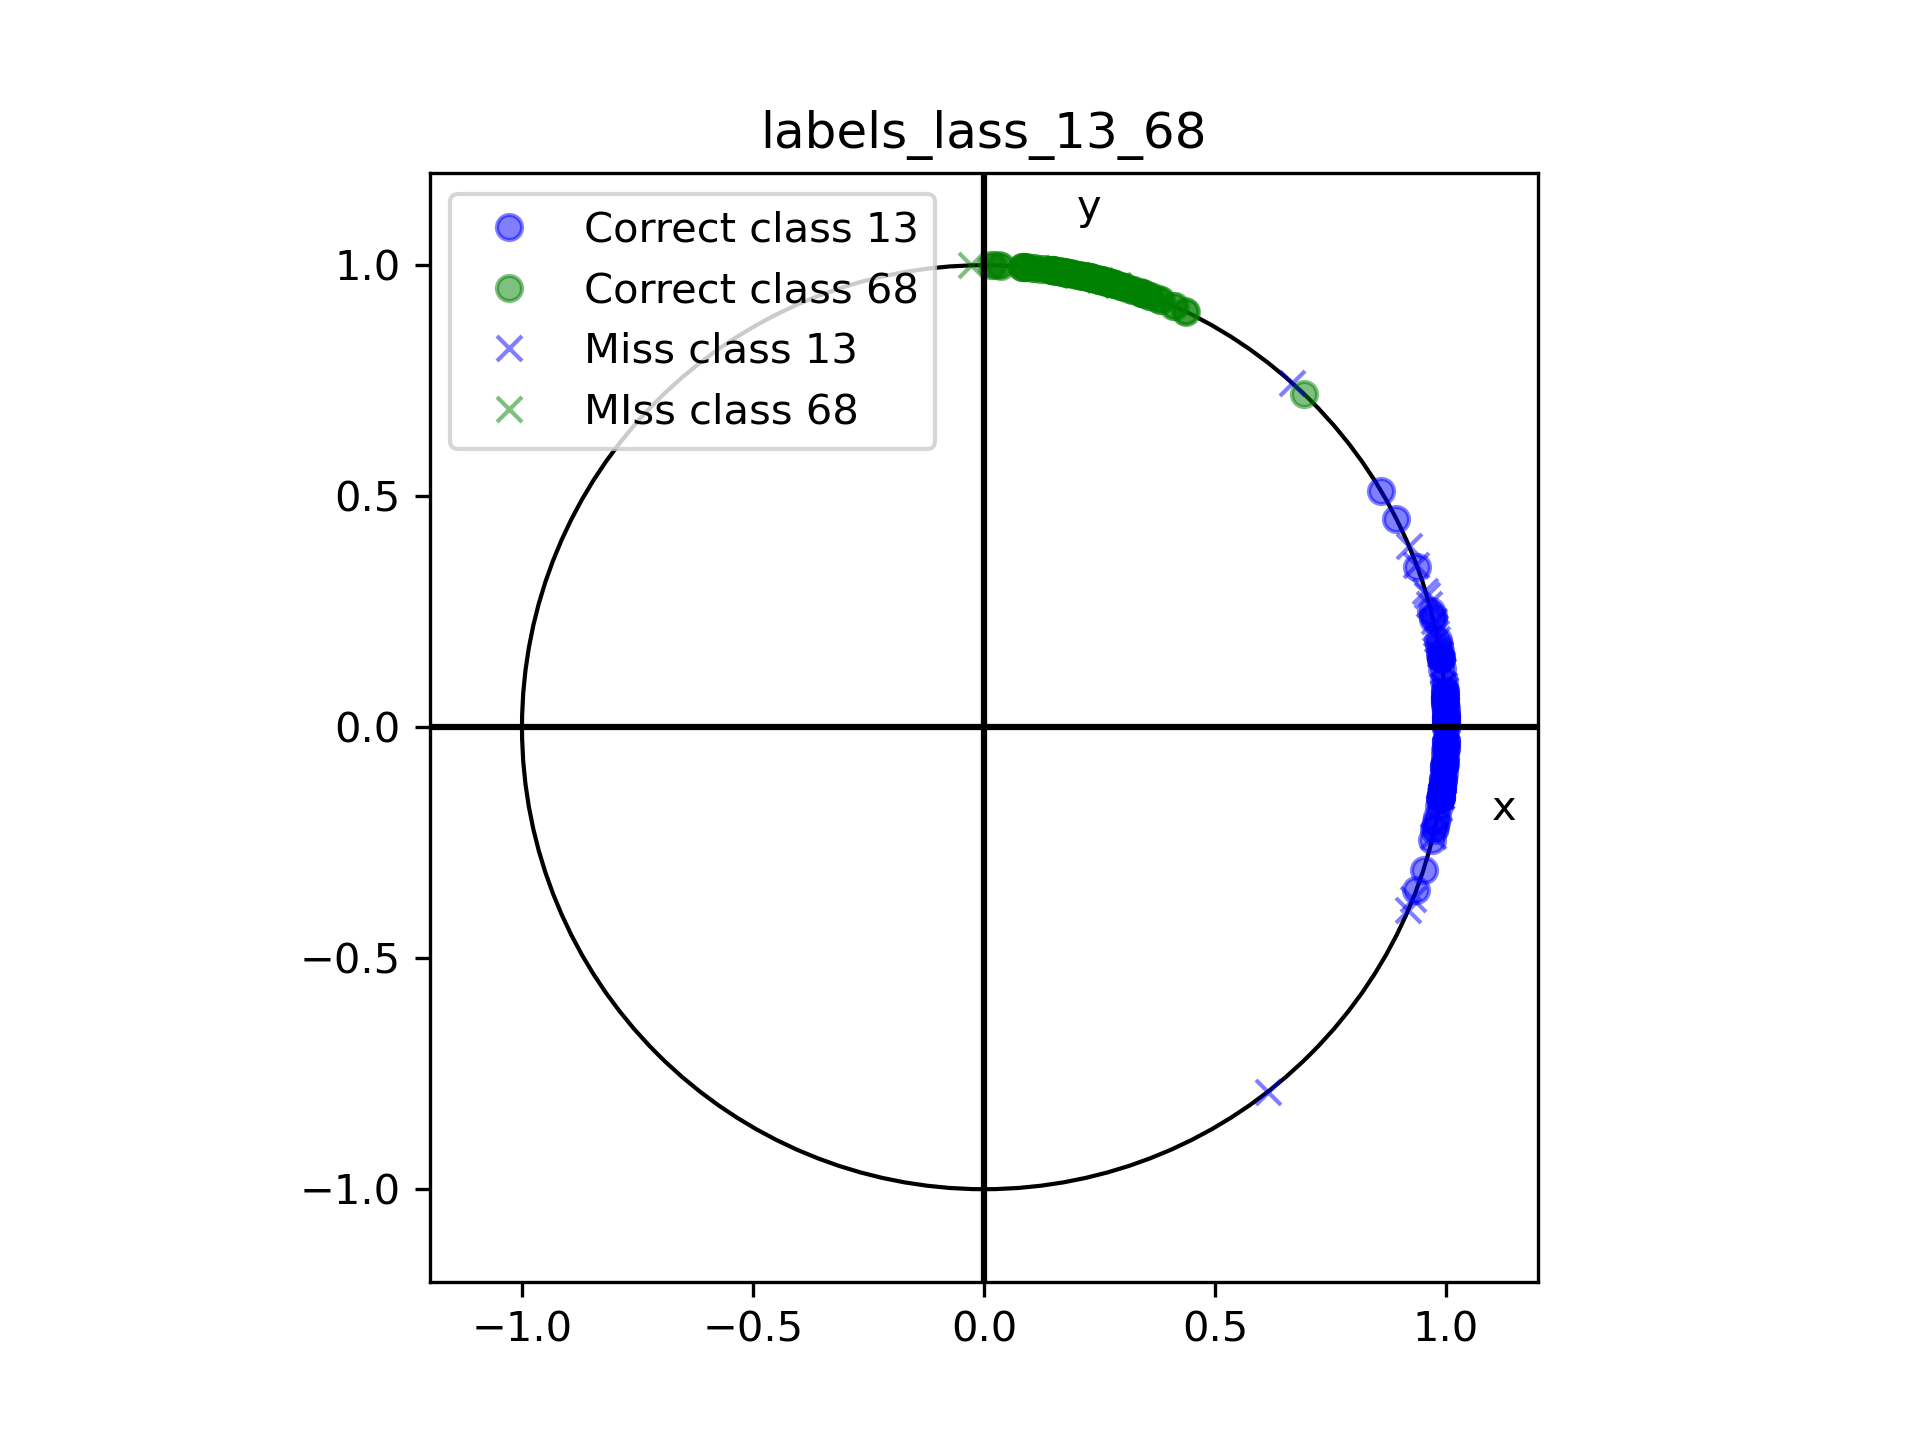 labels_lass_13_68
y
Correct class 13
Correct class 68
Miss class 13
MIss class 68
1.0
0.5
0.0
−0.5
−1.0
x
−1.0 −0.5 0.0 0.5 1.0